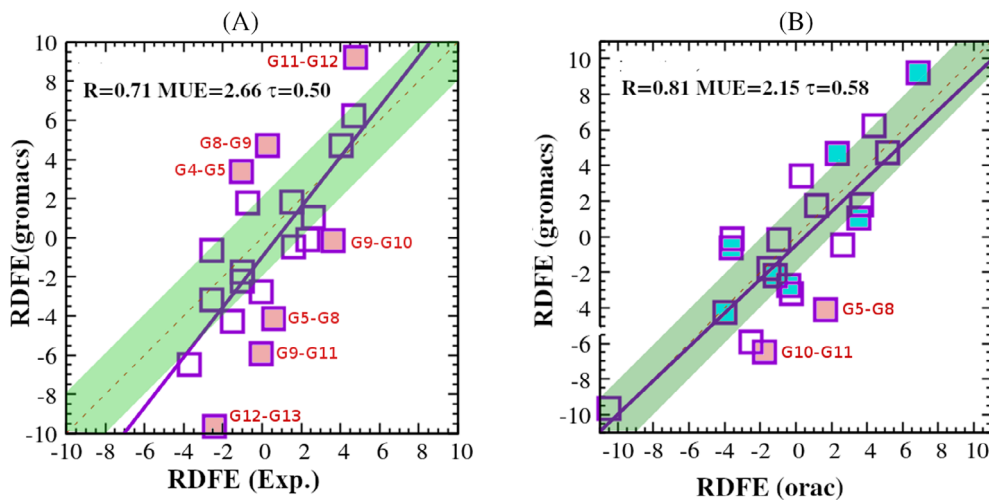 (A)
R=0.71 MUE=2.66 τ=0.50
G11-G12
G8-G9
G4-G5
G9-G10
G5-G8
G9-G11
G12-G13
10
8
6
4
2
0
-2
-4
-6
-8
-10
RDFE(gromacs)
-10 -8 -6 -4 -2 0 2 4 6 8 10
RDFE (Exp.)
(B)
R=0.81 MUE=2.15 τ=0.58
G5-G8
G10-G11
10
8
6
4
2
0
-2
-4
-6
-8
-10
RDFE (gromacs)
-10 -8 -6 -4 -2 0 2 4 6 8 10
RDFE (orac)